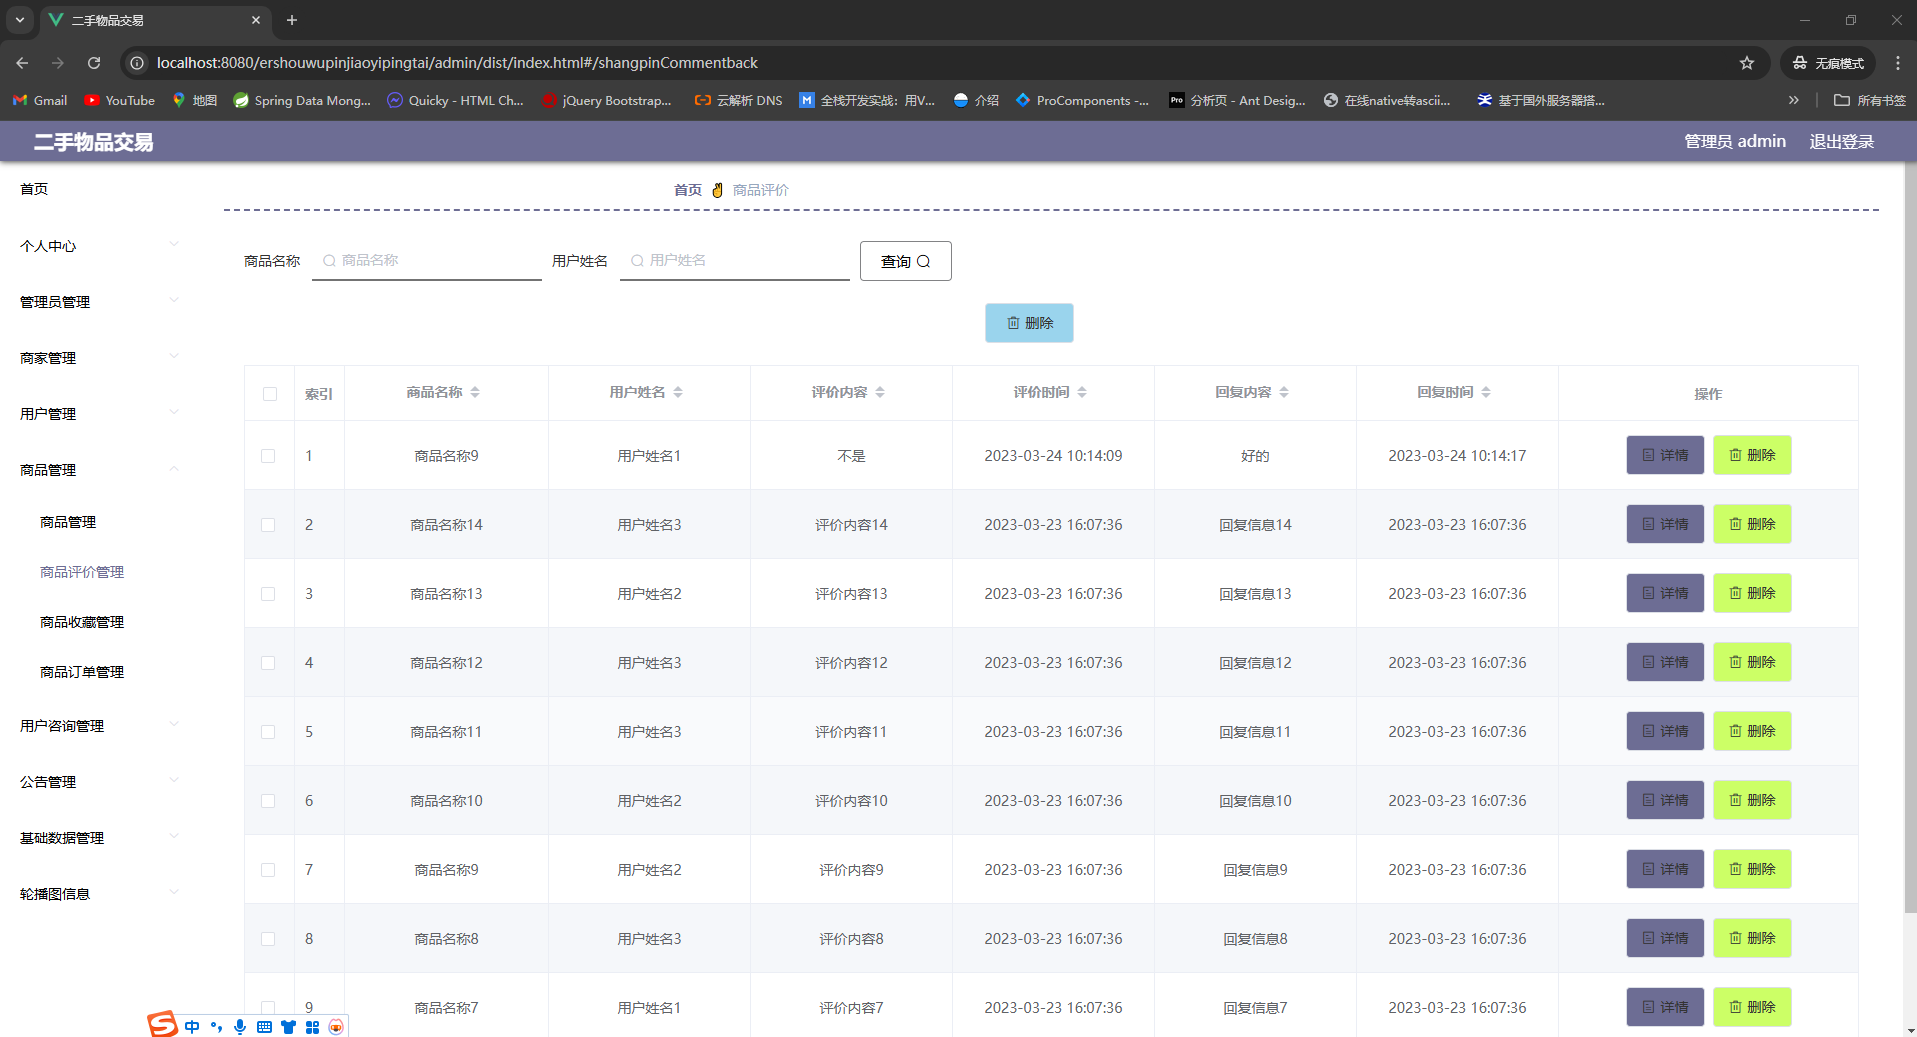 二手物品交易
localhost:8080/ershouwupinjiaoyipingtai/admin/dist/index.html#/shangpinCommentback
无痕模式
Gmail YouTube 地图 Spring Data Mong... Quicky - HTML Ch... jQuery Bootstrap... 云解析 DNS 全栈开发实战：用V... 介绍 ProComponents -... Pro 分析页 - Ant Desig... 在线native转ascii... 基于国外服务器搭... 所有书签
二手物品交易 管理员 admin 退出登录
首页
个人中心
管理员管理
商家管理
用户管理
商品管理
商品管理
商品评价管理
商品收藏管理
商品订单管理
用户咨询管理
公告管理
基础数据管理
轮播图信息
首页 商品评价
商品名称 商品名称 用户姓名 用户姓名 查询
删除
索引 商品名称 用户姓名 评价内容 评价时间 回复内容 回复时间 操作
1 商品名称9 用户姓名1 不是 2023-03-24 10:14:09 好的 2023-03-24 10:14:17 详情 删除
2 商品名称14 用户姓名3 评价内容14 2023-03-23 16:07:36 回复信息14 2023-03-23 16:07:36 详情 删除
3 商品名称13 用户姓名2 评价内容13 2023-03-23 16:07:36 回复信息13 2023-03-23 16:07:36 详情 删除
4 商品名称12 用户姓名3 评价内容12 2023-03-23 16:07:36 回复信息12 2023-03-23 16:07:36 详情 删除
5 商品名称11 用户姓名3 评价内容11 2023-03-23 16:07:36 回复信息11 2023-03-23 16:07:36 详情 删除
6 商品名称10 用户姓名2 评价内容10 2023-03-23 16:07:36 回复信息10 2023-03-23 16:07:36 详情 删除
7 商品名称9 用户姓名2 评价内容9 2023-03-23 16:07:36 回复信息9 2023-03-23 16:07:36 详情 删除
8 商品名称8 用户姓名3 评价内容8 2023-03-23 16:07:36 回复信息8 2023-03-23 16:07:36 详情 删除
9 商品名称7 用户姓名1 评价内容7 2023-03-23 16:07:36 回复信息7 2023-03-23 16:07:36 详情 删除
中